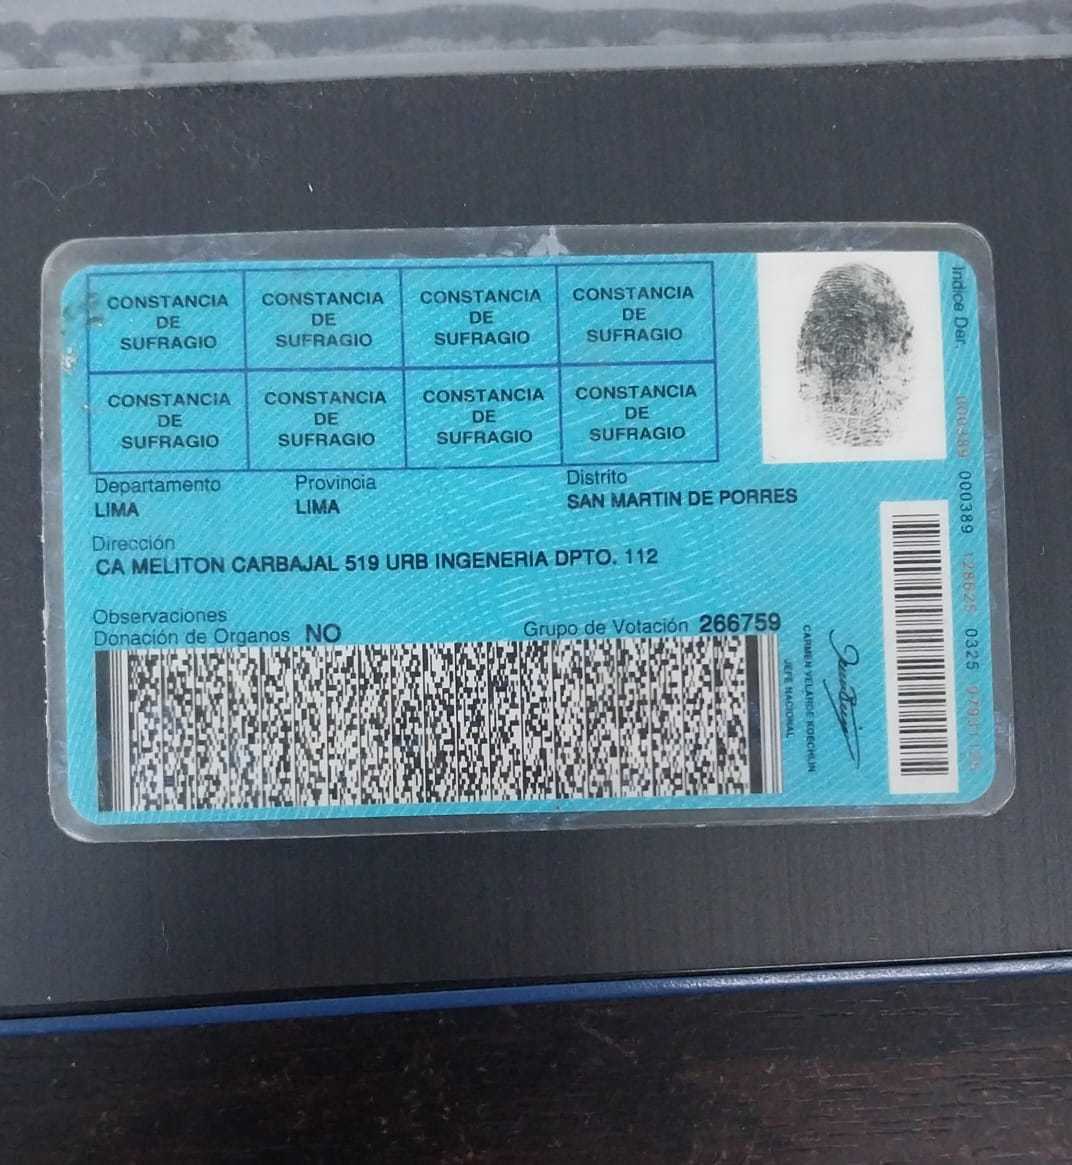 CONSTANCIA DE SUFRAGIO
CONSTANCIA DE SUFRAGIO
CONSTANCIA DE SUFRAGIO
CONSTANCIA DE SUFRAGIO
CONSTANCIA DE SUFRAGIO
CONSTANCIA DE SUFRAGIO
CONSTANCIA DE SUFRAGIO
CONSTANCIA DE SUFRAGIO
Indice Der.
Departamento Provincia Distrito
LIMA LIMA SAN MARTIN DE PORRES
Dirección
CA MELITON CARBAJAL 519 URB INGENERIA DPTO. 112
Observaciones
Donación de Organos NO Grupo de Votación 266759
CARMEN VELARDE KOECHLIN
JEFE NACIONAL
000389 000389 128625 0325